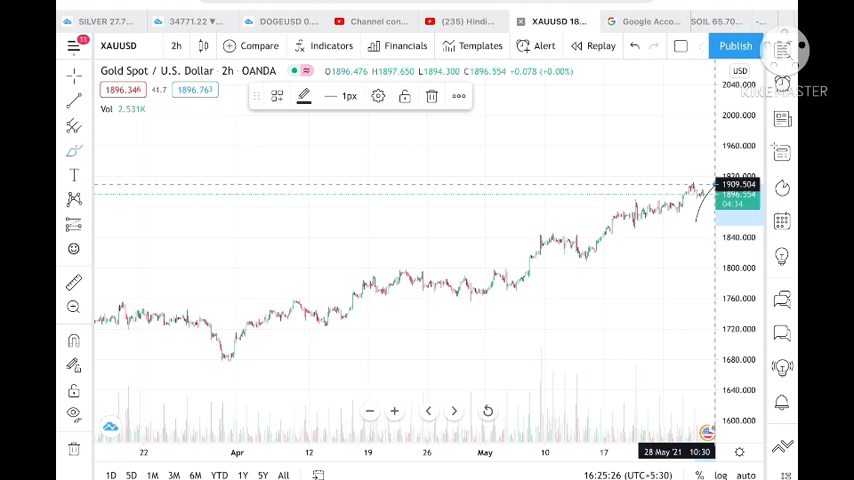 SILVER 27.7... 34771.22 ▼... DOGEUSD 0.... Channel con... (235) Hindi... XAUUSD 18... Google Acco... SOIL 65.70... -...
11 XAUUSD 2h Compare Indicators Financials Templates Alert Replay Publish
Gold Spot / U.S. Dollar · 2h · OANDA O1896.476 H1897.650 L1894.300 C1896.554 +0.078 (+0.00%) USD
1896.346 41.7 1896.763 1px
Vol 2.531K
KINEMASTER
2040.000
2000.000
1960.000
1920.000
1909.504
1896.554
04:34
1840.000
1800.000
1760.000
1720.000
1680.000
1640.000
1600.000
22 Apr 12 19 26 May 10 17 28 May '21 10:30
1D 5D 1M 3M 6M YTD 1Y 5Y All 16:25:26 (UTC+5:30) % log auto